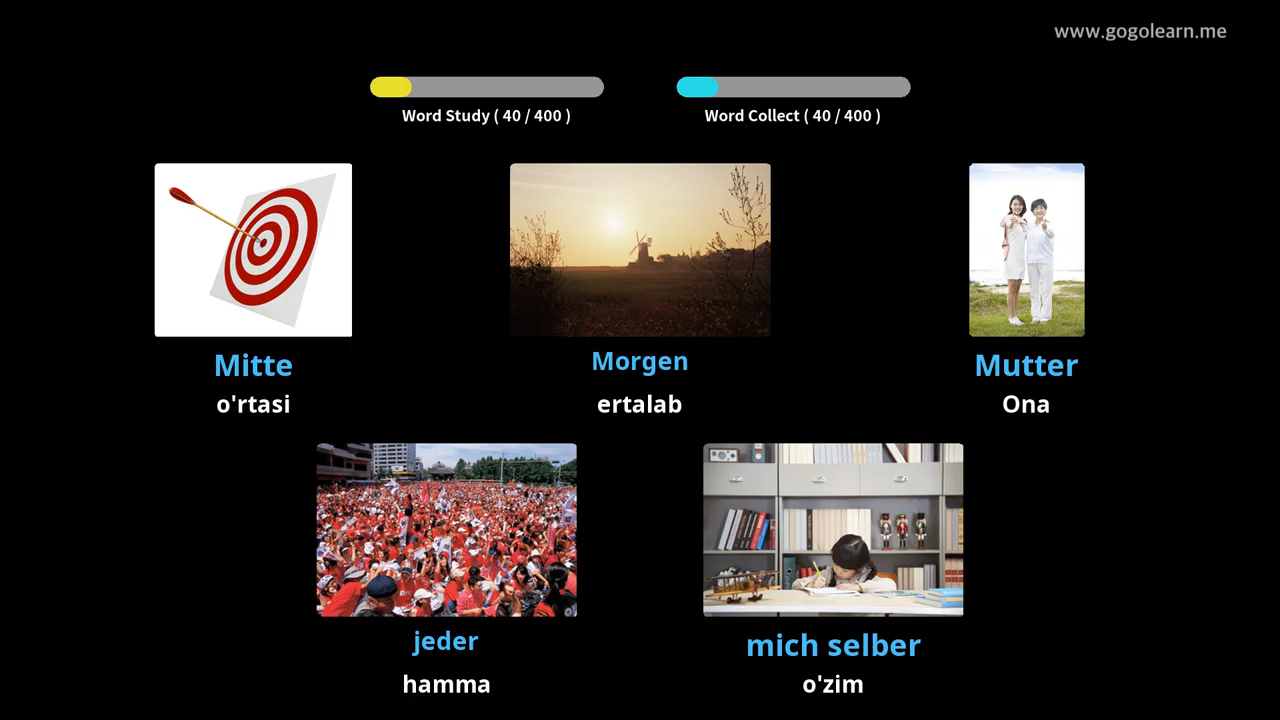 www.gogolearn.me
Word Study ( 40 / 400 )
Word Collect ( 40 / 400 )
Mitte
o'rtasi
Morgen
ertalab
Mutter
Ona
jeder
hamma
mich selber
o'zim